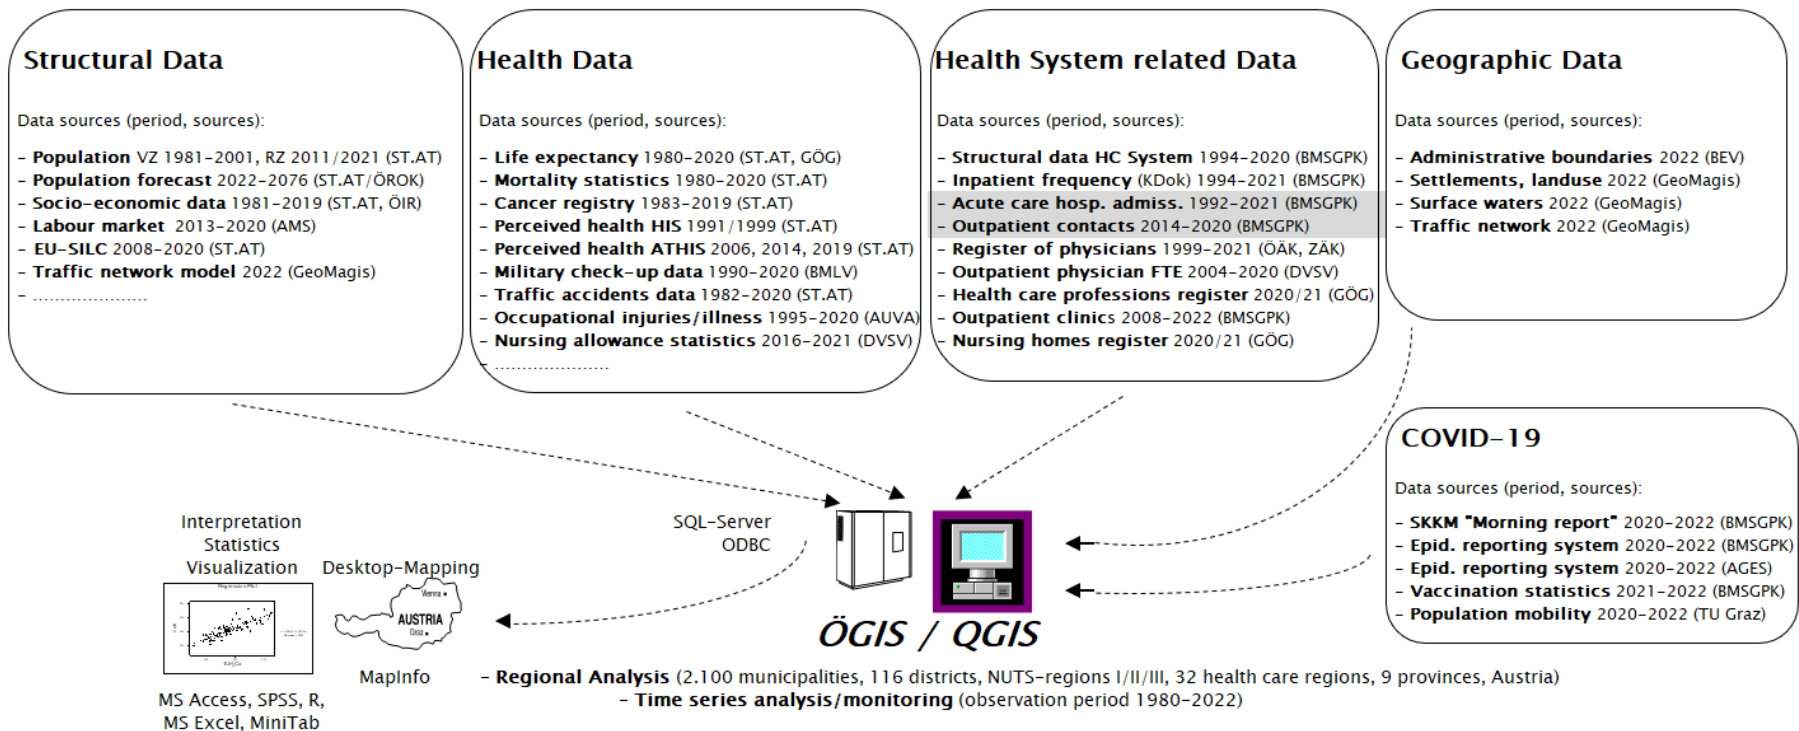 Structural Data
Data sources (period, sources):
– Population VZ 1981–2001, RZ 2011/2021 (ST.AT)
– Population forecast 2022–2076 (ST.AT/ÖROK)
– Socio–economic data 1981–2019 (ST.AT, ÖIR)
– Labour market 2013–2020 (AMS)
– EU–SILC 2008–2020 (ST.AT)
– Traffic network model 2022 (GeoMagis)
– .....................
Health Data
Data sources (period, sources):
– Life expectancy 1980–2020 (ST.AT, GÖG)
– Mortality statistics 1980–2020 (ST.AT)
– Cancer registry 1983–2019 (ST.AT)
– Perceived health HIS 1991/1999 (ST.AT)
– Perceived health ATHIS 2006, 2014, 2019 (ST.AT)
– Military check–up data 1990–2020 (BMLV)
– Traffic accidents data 1982–2020 (ST.AT)
– Occupational injuries/illness 1995–2020 (AUVA)
– Nursing allowance statistics 2016–2021 (DVSV)
– .....................
Health System related Data
Data sources (period, sources):
– Structural data HC System 1994–2020 (BMSGPK)
– Inpatient frequency (KDok) 1994–2021 (BMSGPK)
– Acute care hosp. admiss. 1992–2021 (BMSGPK)
– Outpatient contacts 2014–2020 (BMSGPK)
– Register of physicians 1999–2021 (ÖÄK, ZÄK)
– Outpatient physician FTE 2004–2020 (DVSV)
– Health care professions register 2020/21 (GÖG)
– Outpatient clinics 2008–2022 (BMSGPK)
– Nursing homes register 2020/21 (GÖG)
Geographic Data
Data sources (period, sources):
– Administrative boundaries 2022 (BEV)
– Settlements, landuse 2022 (GeoMagis)
– Surface waters 2022 (GeoMagis)
– Traffic network 2022 (GeoMagis)
COVID–19
Data sources (period, sources):
– SKKM "Morning report" 2020–2022 (BMSGPK)
– Epid. reporting system 2020–2022 (BMSGPK)
– Epid. reporting system 2020–2022 (AGES)
– Vaccination statistics 2021–2022 (BMSGPK)
– Population mobility 2020–2022 (TU Graz)
SQL–Server
ODBC
ÖGIS / QGIS
Interpretation
Statistics
Visualization
Desktop–Mapping
Vienna
AUSTRIA
Graz
MapInfo
MS Access, SPSS, R,
MS Excel, MiniTab
– Regional Analysis (2.100 municipalities, 116 districts, NUTS–regions I/II/III, 32 health care regions, 9 provinces, Austria)
– Time series analysis/monitoring (observation period 1980–2022)